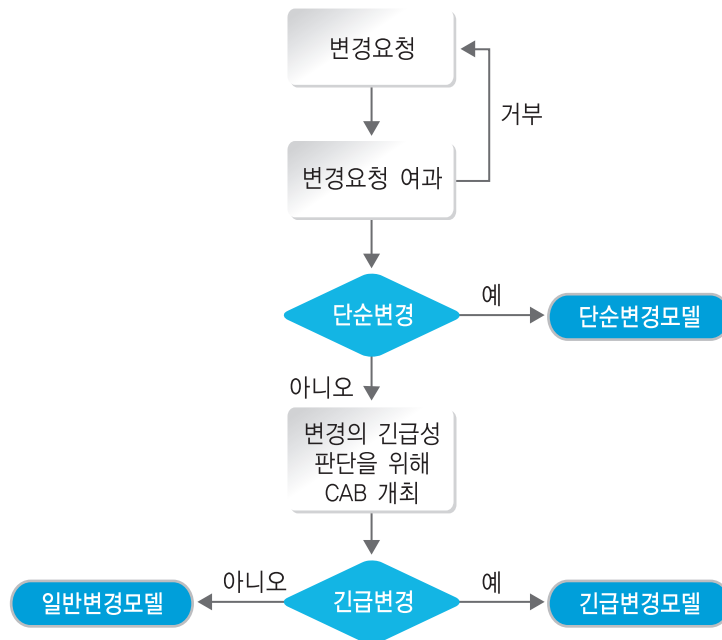 변경요청
거부
변경요청 여과
단순변경
예
단순변경모델
아니오
변경의 긴급성
판단을 위해
CAB 개최
일반변경모델
아니오
긴급변경
예
긴급변경모델